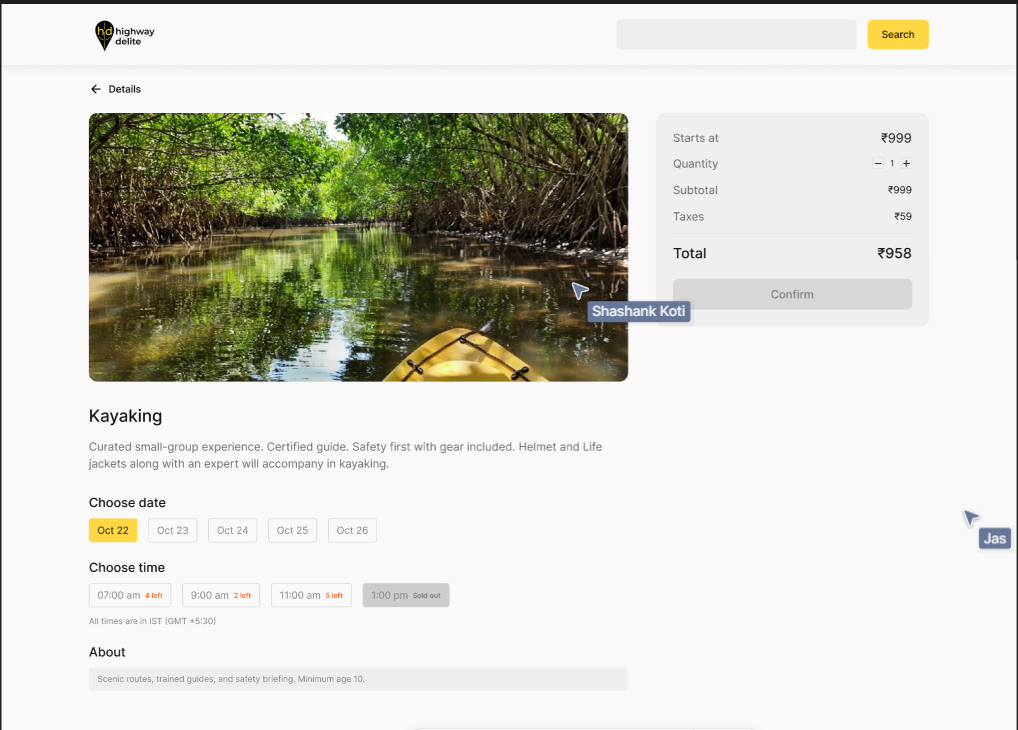 hd highway
delite
Search
Details
Starts at ₹999
Quantity − 1 +
Subtotal ₹999
Taxes ₹59
Total ₹958
Confirm
Shashank Koti
Kayaking
Curated small-group experience. Certified guide. Safety first with gear included. Helmet and Life
jackets along with an expert will accompany in kayaking.
Choose date
Oct 22 Oct 23 Oct 24 Oct 25 Oct 26
Jas
Choose time
07:00 am 4 left 9:00 am 2 left 11:00 am 5 left 1:00 pm Sold out
All times are in IST (GMT +5:30)
About
Scenic routes, trained guides, and safety briefing. Minimum age 10.